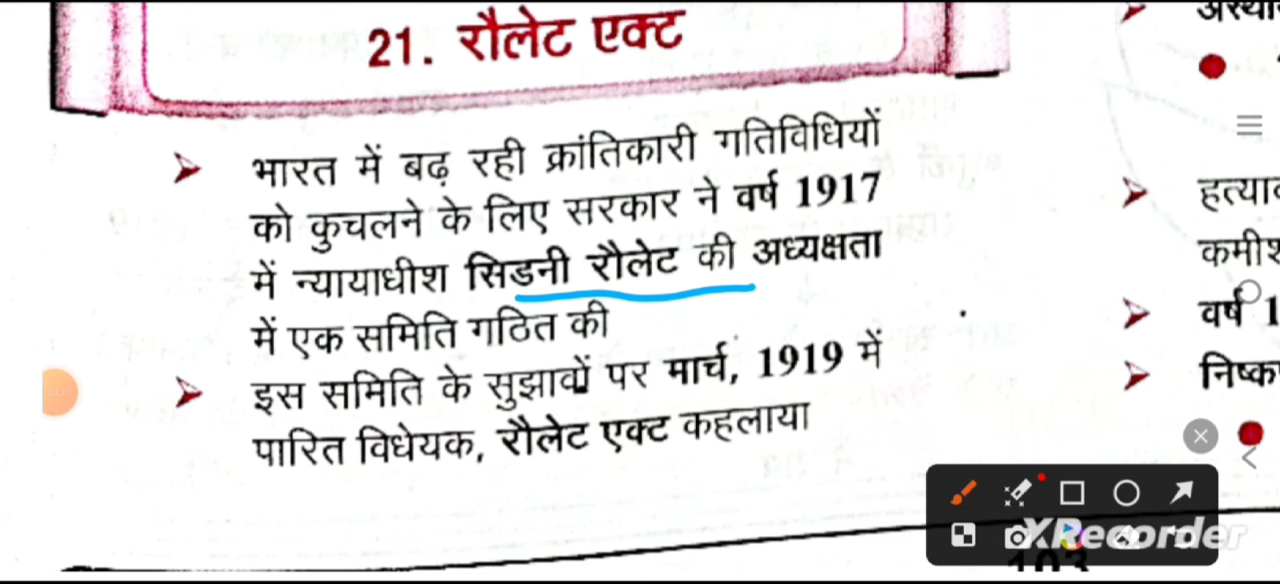 21. रौलेट एक्ट
भारत में बढ़ रही क्रांतिकारी गतिविधियों
को कुचलने के लिए सरकार ने वर्ष 1917
में न्यायाधीश सिडनी रौलेट की अध्यक्षता
में एक समिति गठित की
इस समिति के सुझावों पर मार्च, 1919 में
पारित विधेयक, रौलेट एक्ट कहलाया
हत्या
कमीश
वर्ष 1
निष्क
XRecorder
103